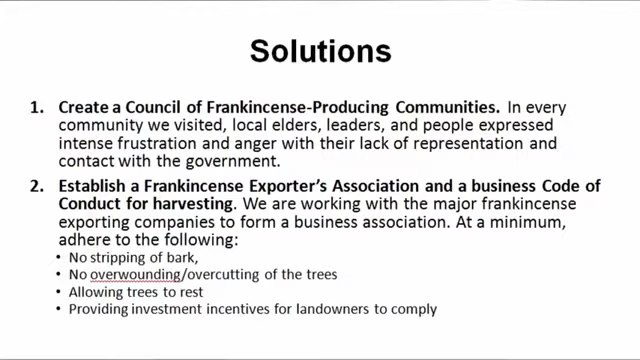 Solutions
1. Create a Council of Frankincense-Producing Communities. In every
community we visited, local elders, leaders, and people expressed
intense frustration and anger with their lack of representation and
contact with the government.
2. Establish a Frankincense Exporter's Association and a business Code of
Conduct for harvesting. We are working with the major frankincense
exporting companies to form a business association. At a minimum,
adhere to the following:
• No stripping of bark,
• No overwounding/overcutting of the trees
• Allowing trees to rest
• Providing investment incentives for landowners to comply